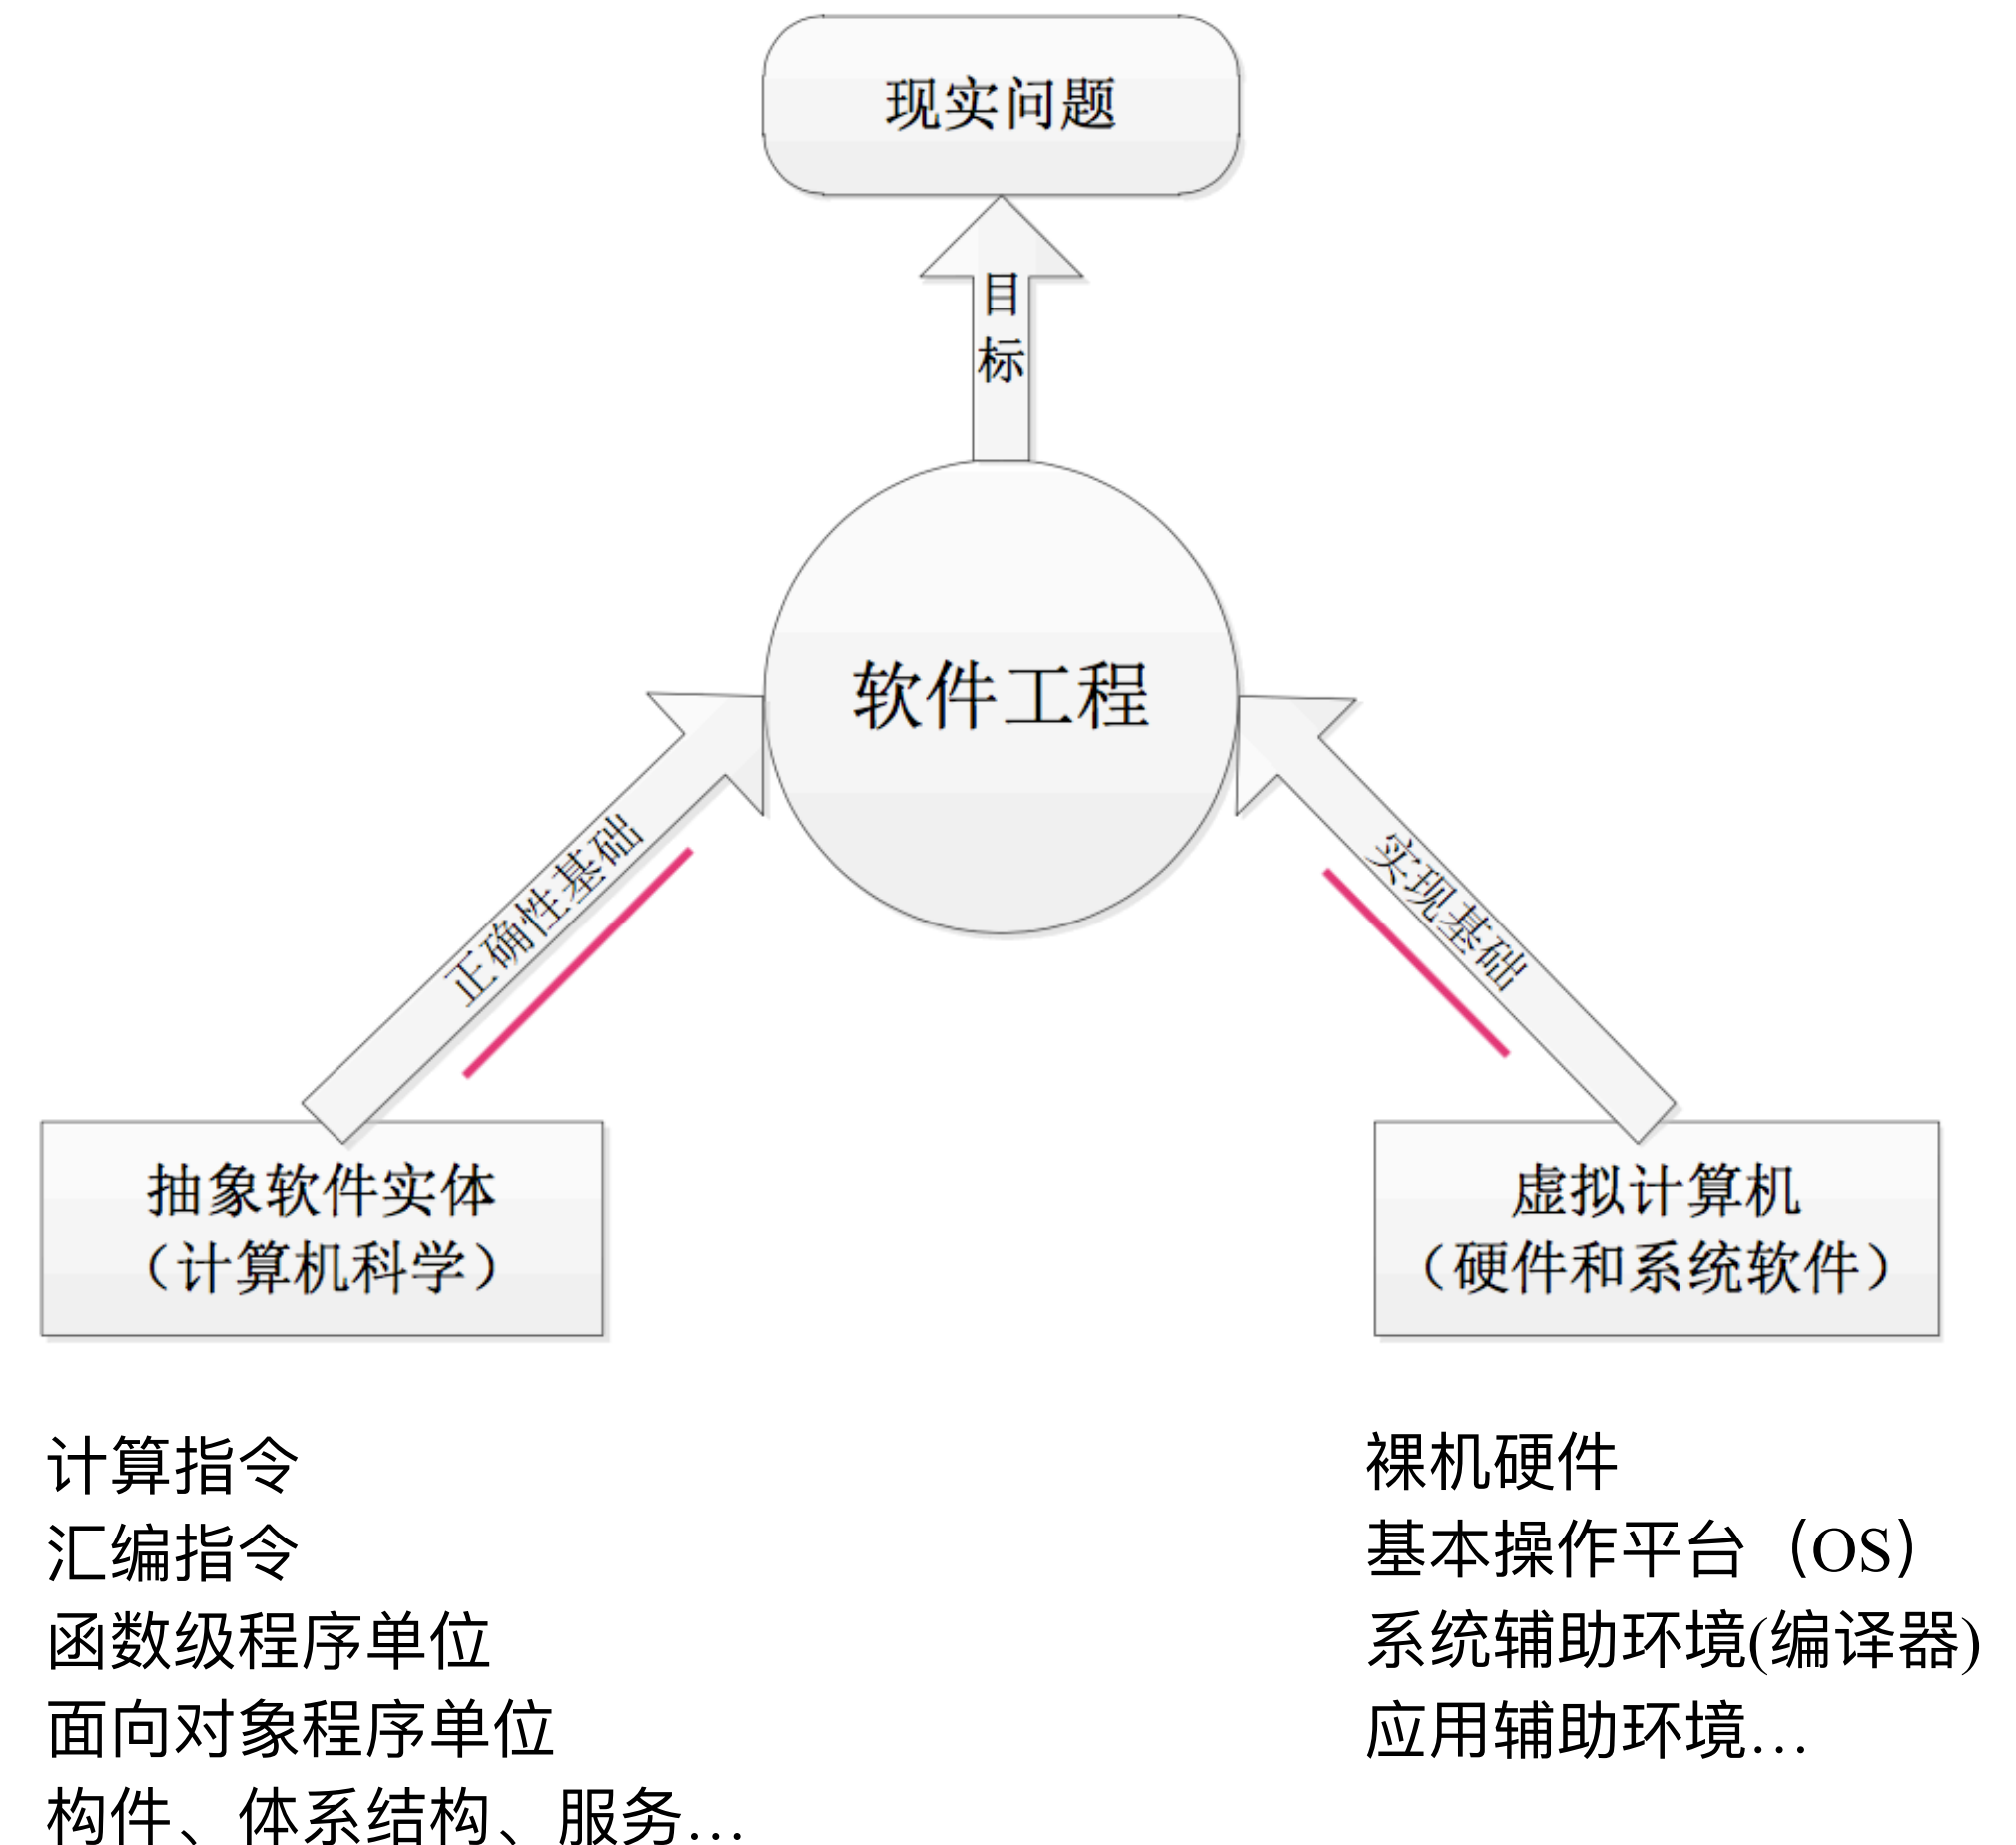 现实问题
目标
软件工程
正确性基础
实现基础
抽象软件实体
（计算机科学）
虚拟计算机
（硬件和系统软件）
计算指令
汇编指令
函数级程序单位
面向对象程序单位
构件、体系结构、服务…
裸机硬件
基本操作平台（OS）
系统辅助环境(编译器)
应用辅助环境…